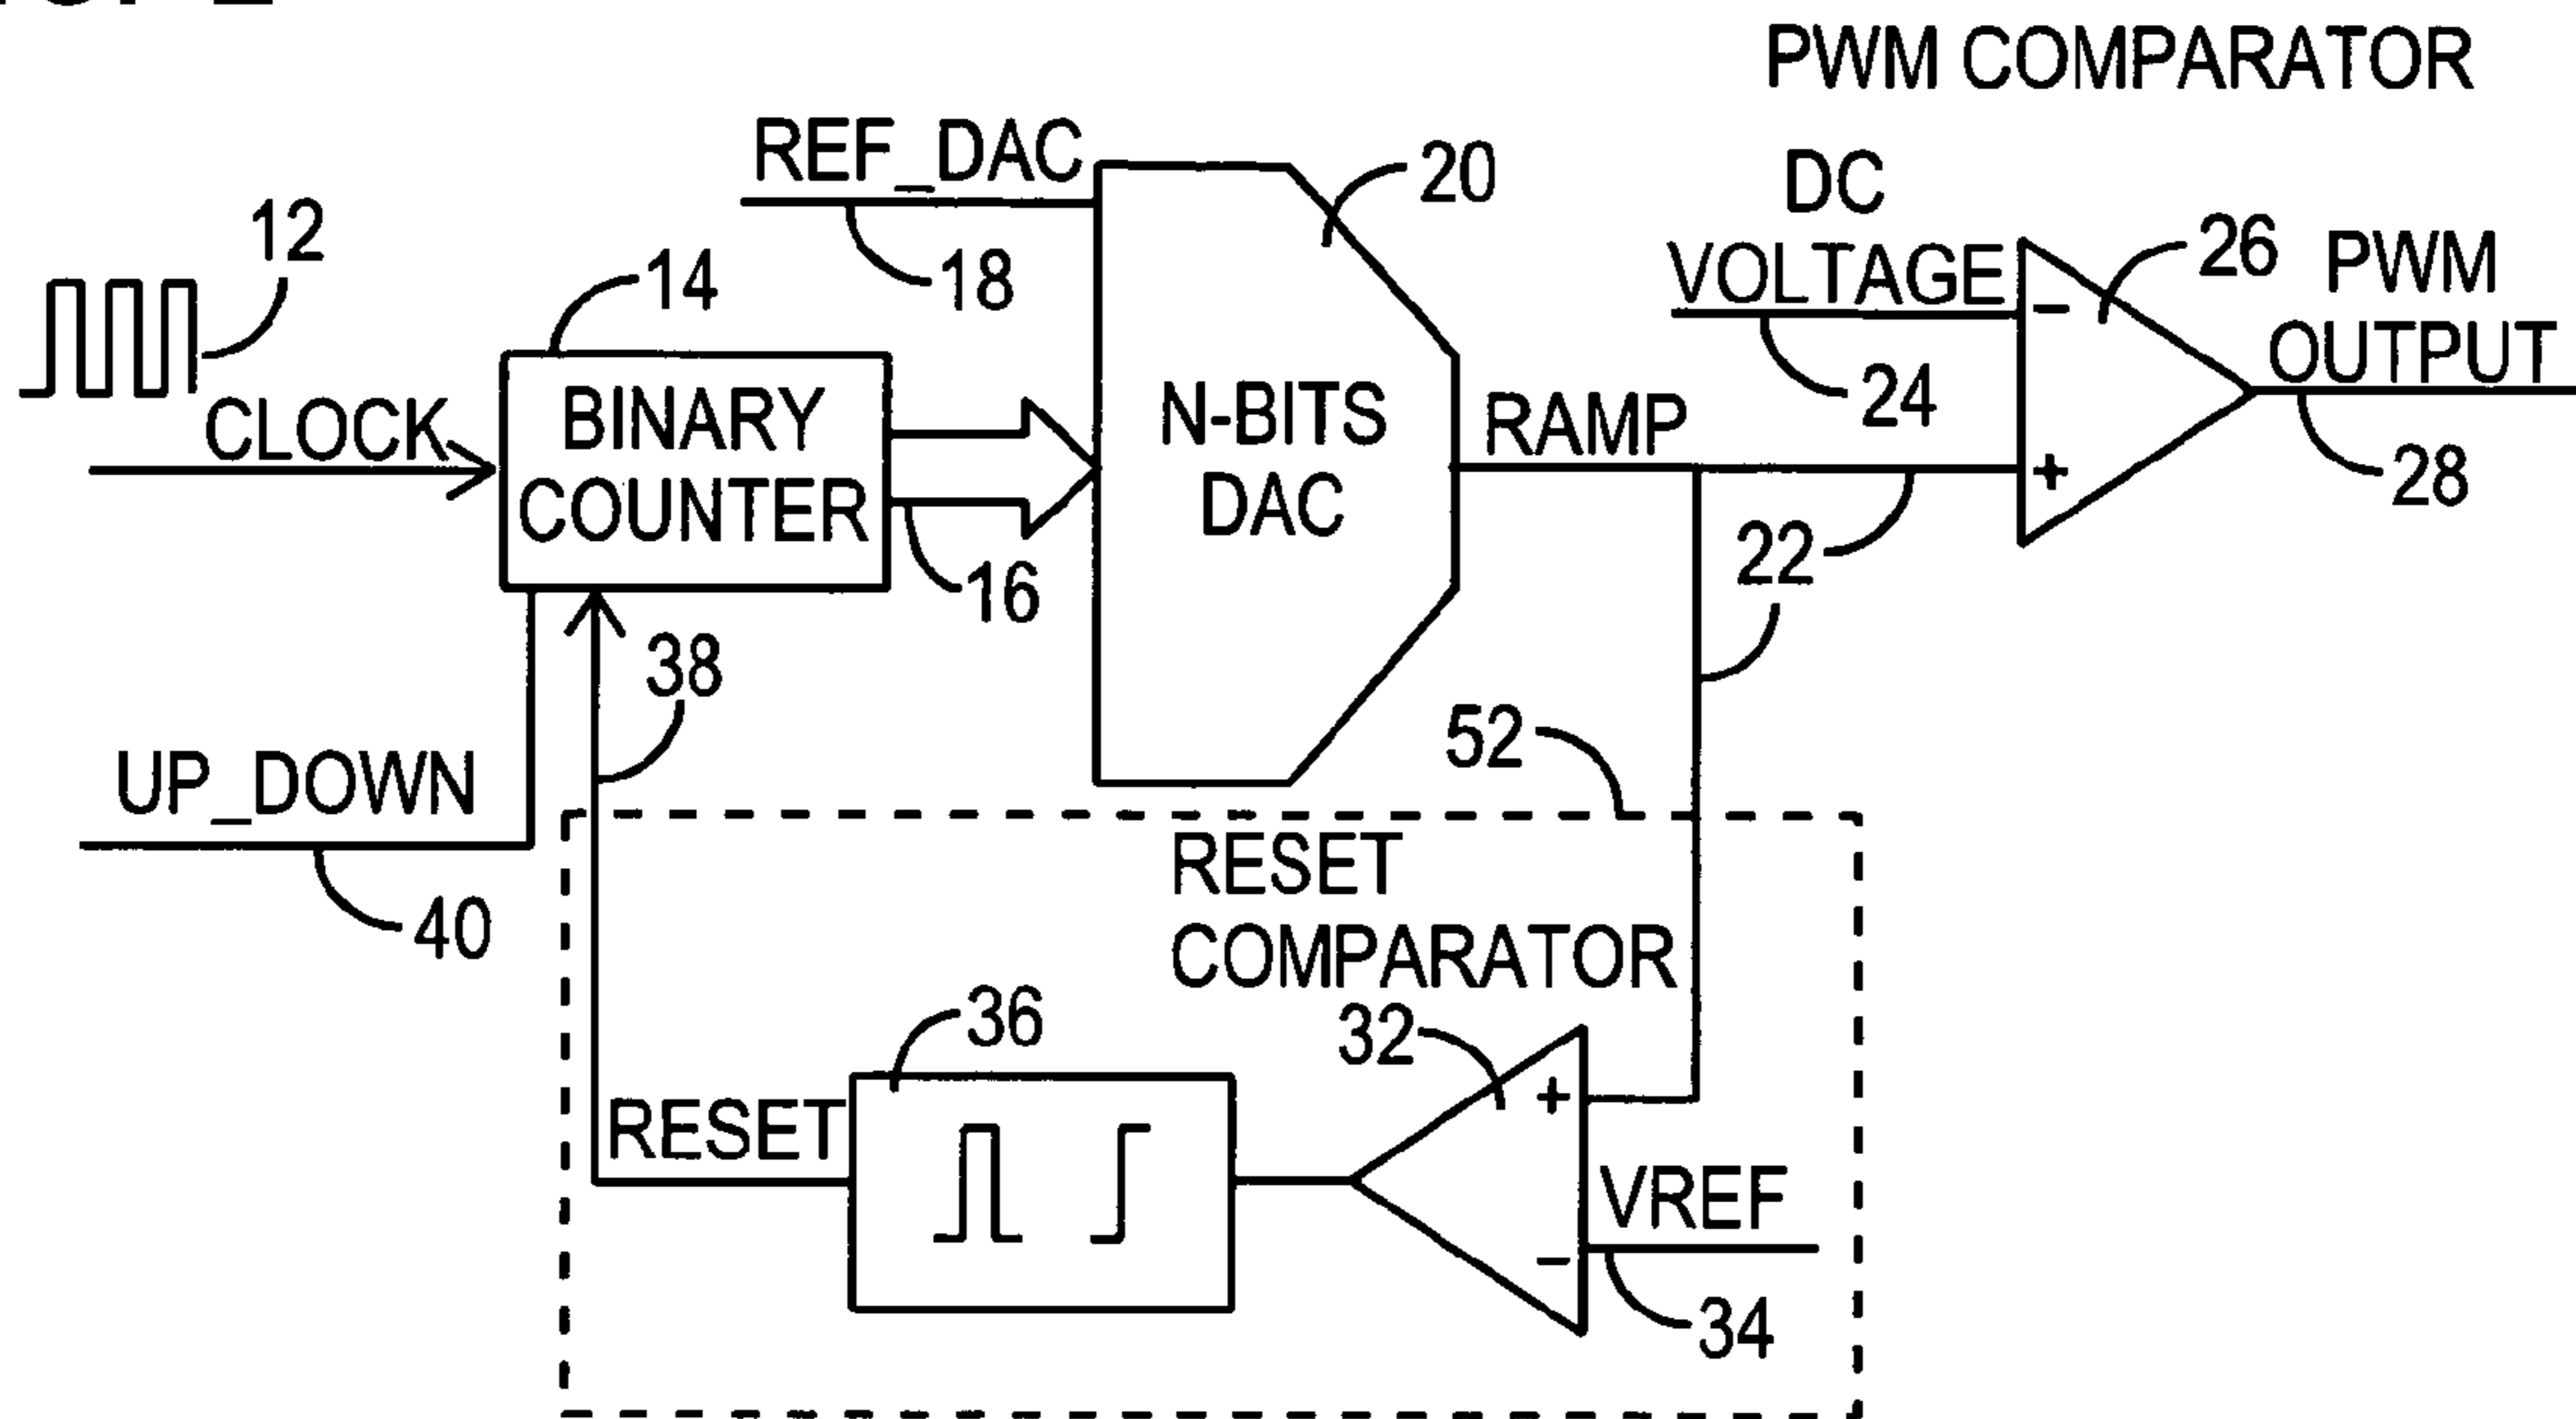 PWM COMPARATOR
REF_DAC
20
DC
12
14
18
VOLTAGE
26
PWM
OUTPUT
CLOCK
BINARY
COUNTER
N-BITS
DAC
RAMP
24
−
+
28
16
22
38
52
UP_DOWN
40
RESET
COMPARATOR
36
32
RESET
+
VREF
−
34